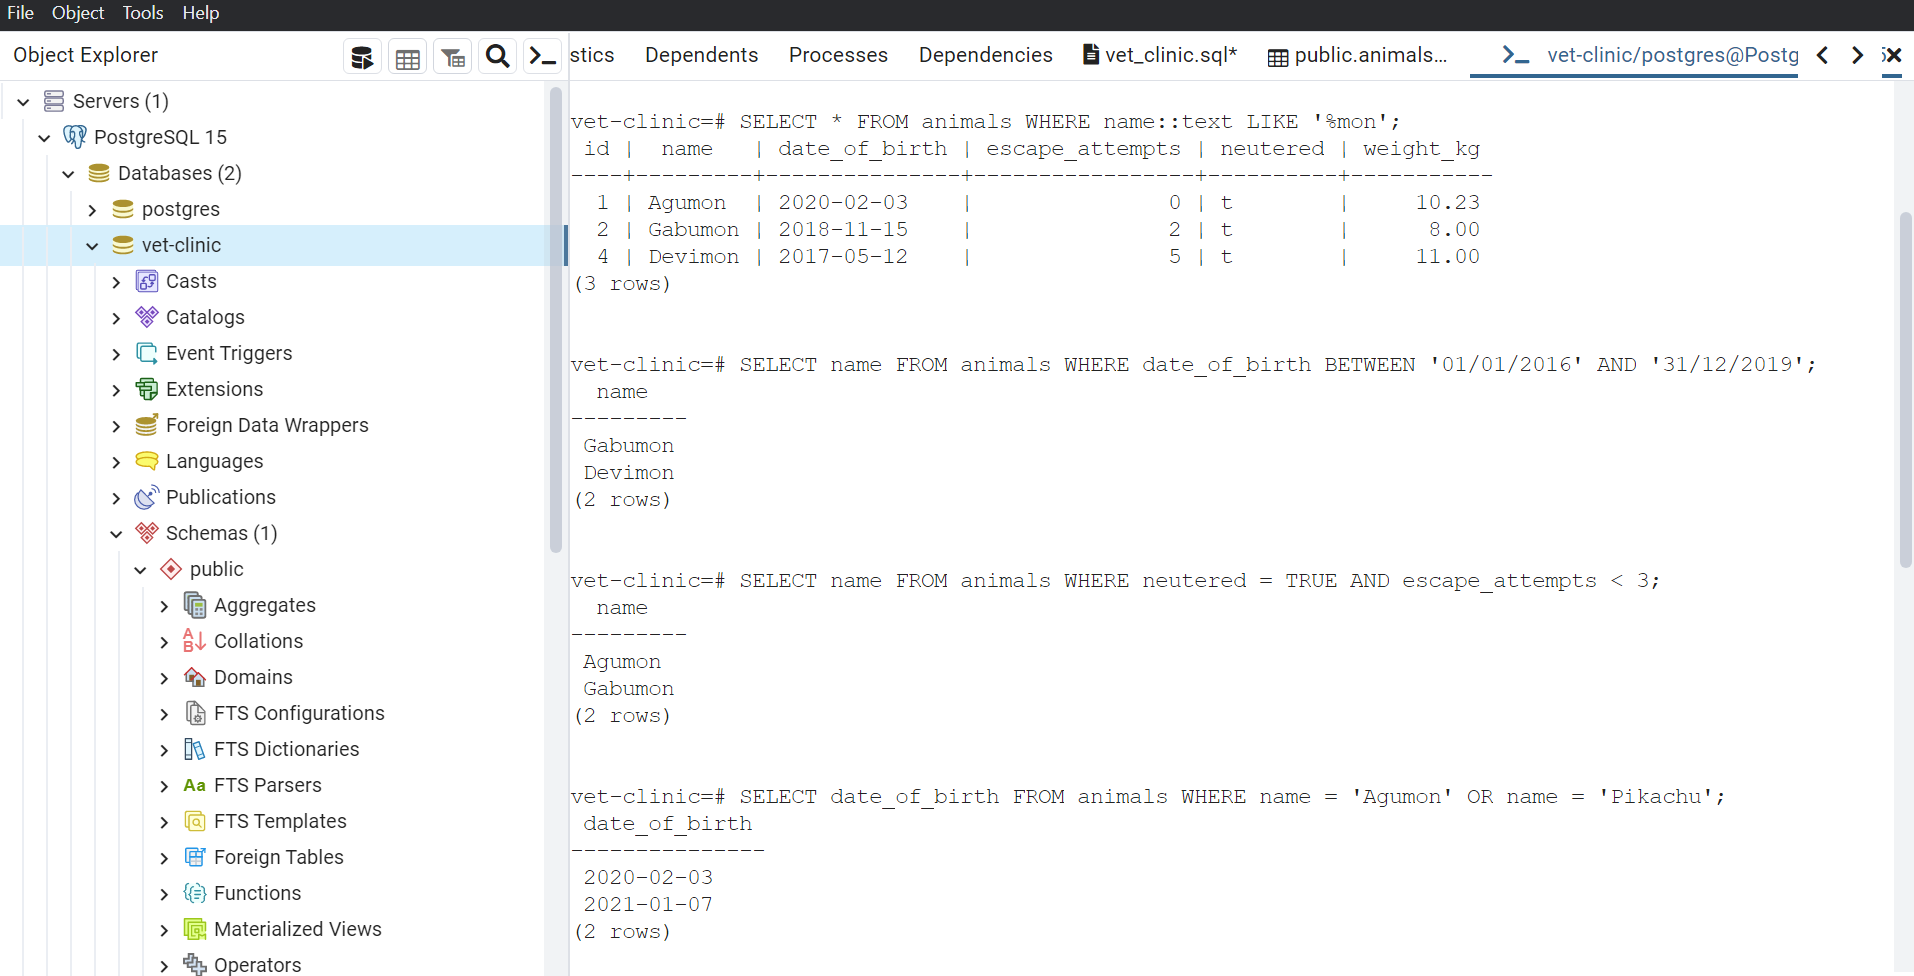 File Object Tools Help
Object Explorer
stics Dependents Processes Dependencies vet_clinic.sql* public.animals... vet-clinic/postgres@Postg
Servers (1)
PostgreSQL 15
Databases (2)
postgres
vet-clinic
Casts
Catalogs
Event Triggers
Extensions
Foreign Data Wrappers
Languages
Publications
Schemas (1)
public
Aggregates
Collations
Domains
FTS Configurations
FTS Dictionaries
Aa FTS Parsers
FTS Templates
Foreign Tables
Functions
Materialized Views
Operators
vet-clinic=# SELECT * FROM animals WHERE name::text LIKE '%mon';
id | name | date_of_birth | escape_attempts | neutered | weight_kg
----+---------+---------------+-----------------+----------+-----------
1 | Agumon | 2020-02-03 | 0 | t | 10.23
2 | Gabumon | 2018-11-15 | 2 | t | 8.00
4 | Devimon | 2017-05-12 | 5 | t | 11.00
(3 rows)
vet-clinic=# SELECT name FROM animals WHERE date_of_birth BETWEEN '01/01/2016' AND '31/12/2019';
name
---------
Gabumon
Devimon
(2 rows)
vet-clinic=# SELECT name FROM animals WHERE neutered = TRUE AND escape_attempts < 3;
name
---------
Agumon
Gabumon
(2 rows)
vet-clinic=# SELECT date_of_birth FROM animals WHERE name = 'Agumon' OR name = 'Pikachu';
date_of_birth
---------------
2020-02-03
2021-01-07
(2 rows)